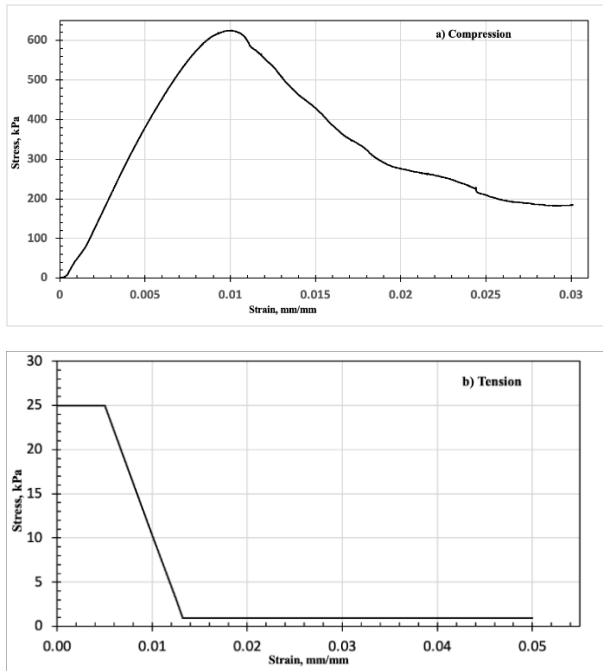 a) Compression
Stress, kPa
600
500
400
300
200
100
0
0 0.005 0.01 0.015 0.02 0.025 0.03
Strain, mm/mm
b) Tension
Stress, kPa
30
25
20
15
10
5
0
0.00 0.01 0.02 0.03 0.04 0.05
Strain, mm/mm